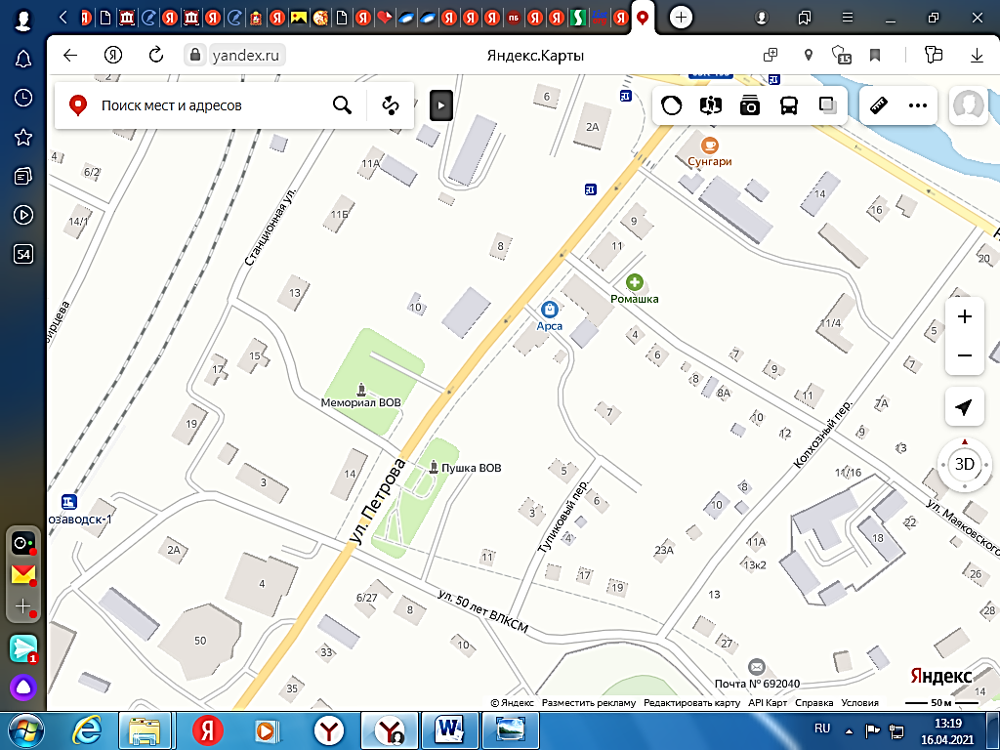 15
yandex.ru
Яндекс.Карты
Поиск мест и адресов
54
1
2
6
2А
Сунгари
4
6/2
11А
14/1
11Б
14
16
9
11
8
Станционная ул.
20
13
10
Ромашка
Арса
11/4
5
4
6
7
15
17
8
8А
9
11
7
7А
Мемориал ВОВ
7
10
12
9
13
Колхозный пер.
19
3
14
Пушка ВОВ
ул. Петрова
5
6
3
4
Тупиковый пер.
11/16
8
10
18
22
ул. Маяковского
3D
озаводск-1
2А
4
11
17
19
23А
11А
13к2
13
26
28
6/27
8
ул. 50 лет ВЛКСМ
50
33
10
27
35
Почта № 692040
14
Яндекс
© Яндекс Разместить рекламу Редактировать карту API Карт Справка Условия
50 м
RU
13:19
16.04.2021